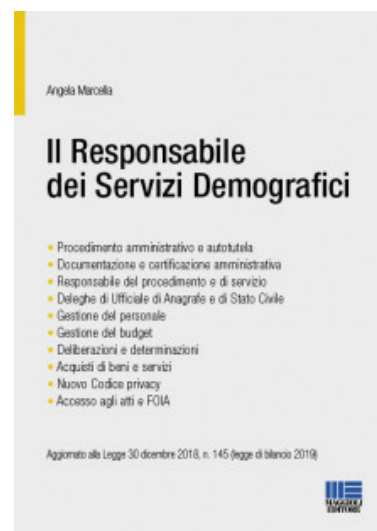 Angela Marcella
Il Responsabile
dei Servizi Demografici
• Procedimento amministrativo e autotutela
• Documentazione e certificazione amministrativa
• Responsabile del procedimento e di servizio
• Deleghe di Ufficiale di Anagrafe e di Stato Civile
• Gestione del personale
• Gestione del budget
• Deliberazioni e determinazioni
• Acquisti di beni e servizi
• Nuovo Codice privacy
• Accesso agli atti e FOIA
Aggiornato alla Legge 30 dicembre 2018, n. 145 (legge di bilancio 2019)
MAGGIOLI
EDITORE